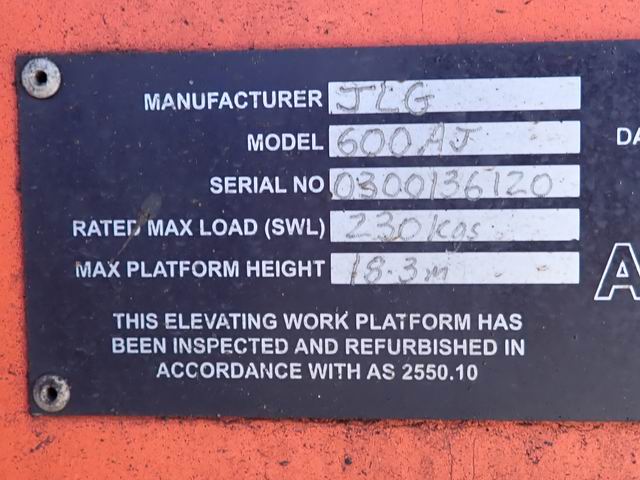 MANUFACTURER JLG
MODEL 600AJ
DA
SERIAL NO 0300136120
RATED MAX LOAD (SWL) 230kgs
MAX PLATFORM HEIGHT 18.3m
A
THIS ELEVATING WORK PLATFORM HAS
BEEN INSPECTED AND REFURBISHED IN
ACCORDANCE WITH AS 2550.10